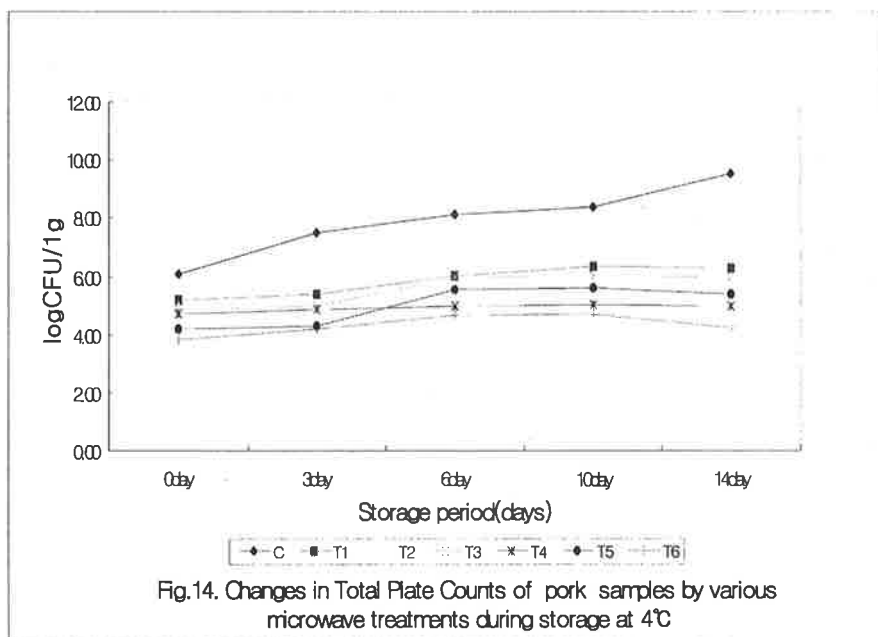 12.00
10.00
8.00
6.00
4.00
2.00
0.00
logCFU/1g
0day 3day 6day 10day 14day
Storage period(days)
C T1 T2 T3 T4 T5 T6
Fig.14. Changes in Total Plate Counts of pork samples by various
microwave treatments during storage at 4℃